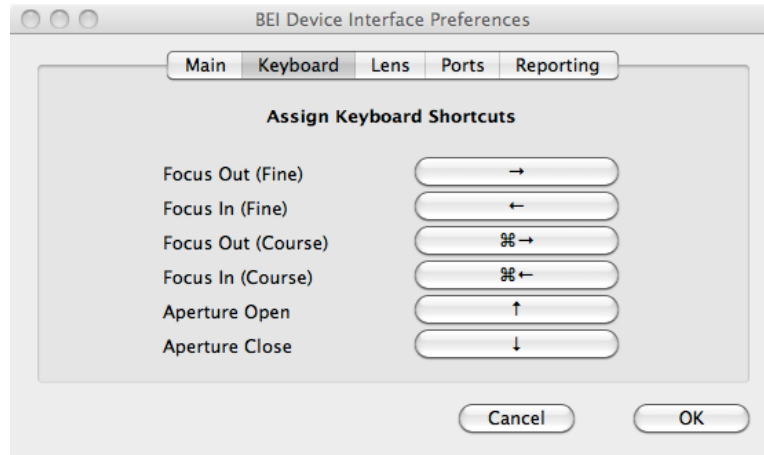 BEI Device Interface Preferences
Main Keyboard Lens Ports Reporting
Assign Keyboard Shortcuts
Focus Out (Fine) →
Focus In (Fine) ←
Focus Out (Course) ⌘→
Focus In (Course) ⌘←
Aperture Open ↑
Aperture Close ↓
Cancel OK